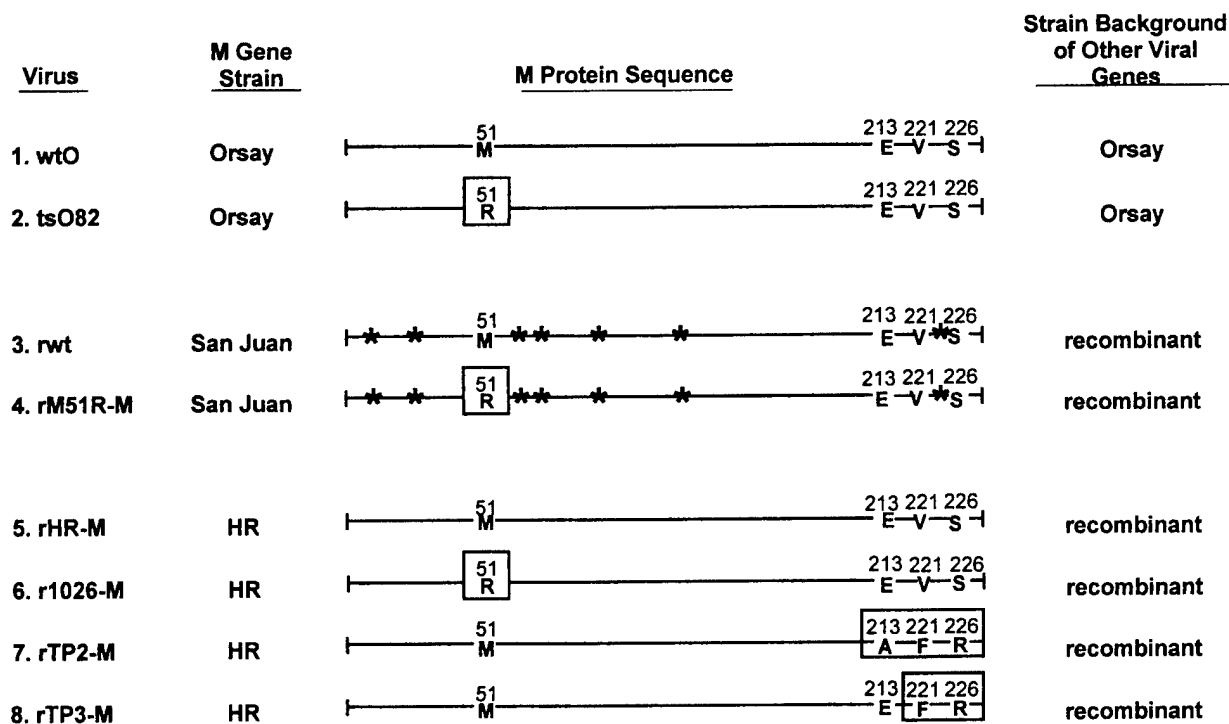 Virus
M Gene
Strain
M Protein Sequence
Strain Background
of Other Viral
Genes
1. wtO Orsay 51 M 213 221 226 E V S Orsay
2. tsO82 Orsay 51 R 213 221 226 E V S Orsay
3. rwt San Juan * * 51 M * * * * 213 221 226 E V * S recombinant
4. rM51R-M San Juan * * 51 R * * * * 213 221 226 E V * S recombinant
5. rHR-M HR 51 M 213 221 226 E V S recombinant
6. r1026-M HR 51 R 213 221 226 E V S recombinant
7. rTP2-M HR 51 M 213 221 226 A F R recombinant
8. rTP3-M HR 51 M 213 221 226 E F R recombinant